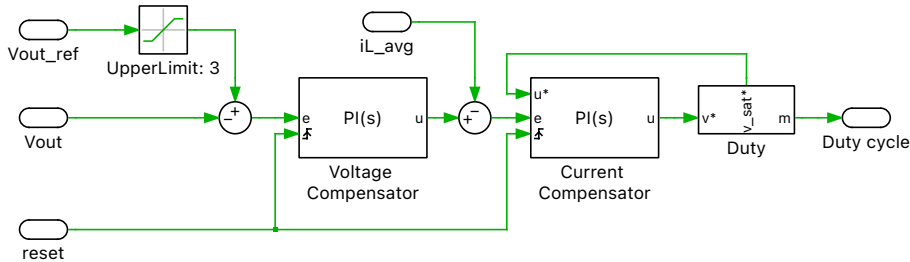 Vout_ref
UpperLimit: 3
iL_avg
Vout
e
PI(s)
u
Voltage
Compensator
u*
e
PI(s)
u
Current
Compensator
v*
v_sat*
m
Duty
Duty cycle
reset